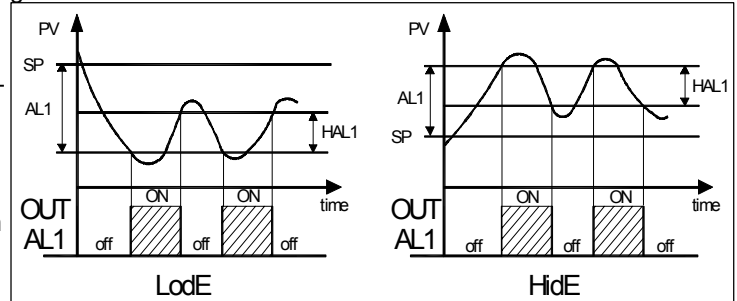 PV
SP
AL1
HAL1
ON ON
time
OUT
AL1
off off off
LodE
PV
HAL1
AL1
SP
ON ON
time
OUT
AL1
off off off
HidE